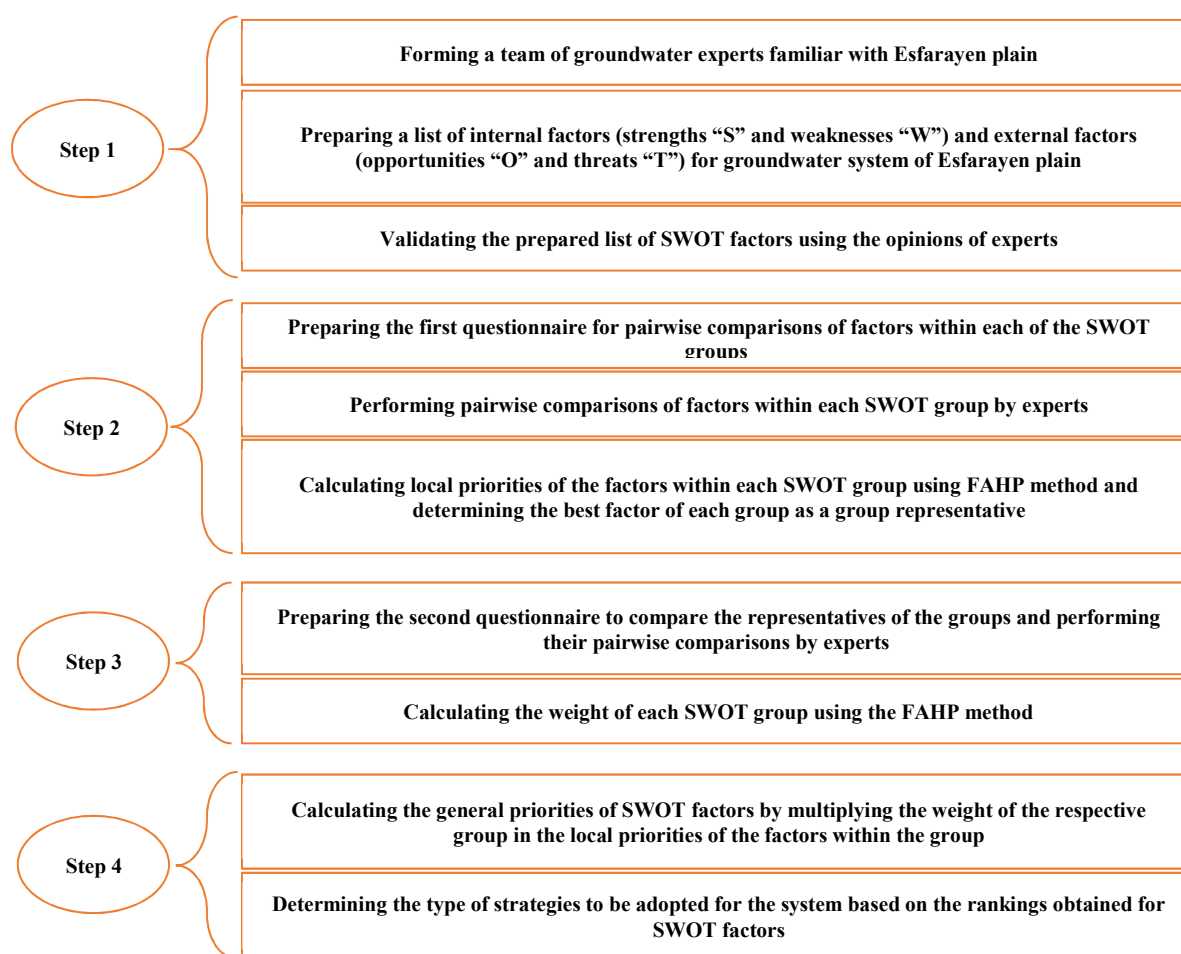 Step 1
Forming a team of groundwater experts familiar with Esfarayen plain
Preparing a list of internal factors (strengths “S” and weaknesses “W”) and external factors
(opportunities “O” and threats “T”) for groundwater system of Esfarayen plain
Validating the prepared list of SWOT factors using the opinions of experts
Step 2
Preparing the first questionnaire for pairwise comparisons of factors within each of the SWOT
groups
Performing pairwise comparisons of factors within each SWOT group by experts
Calculating local priorities of the factors within each SWOT group using FAHP method and
determining the best factor of each group as a group representative
Step 3
Preparing the second questionnaire to compare the representatives of the groups and performing
their pairwise comparisons by experts
Calculating the weight of each SWOT group using the FAHP method
Step 4
Calculating the general priorities of SWOT factors by multiplying the weight of the respective
group in the local priorities of the factors within the group
Determining the type of strategies to be adopted for the system based on the rankings obtained for
SWOT factors